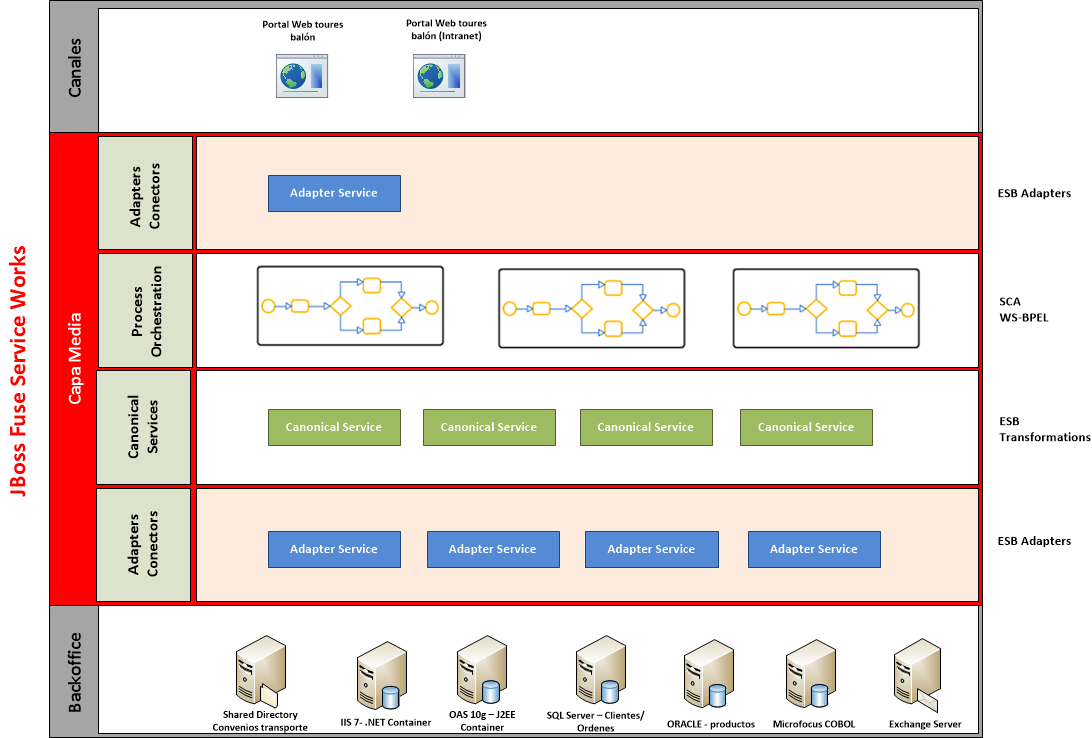 Canales
Portal Web toures
balón
Portal Web toures
balón (Intranet)
JBoss Fuse Service Works
Capa Media
Adapters
Conectors
Adapter Service
ESB Adapters
Process
Orchestration
SCA
WS-BPEL
Canonical
Services
Canonical Service
Canonical Service
Canonical Service
Canonical Service
ESB
Transformations
Adapters
Conectors
Adapter Service
Adapter Service
Adapter Service
Adapter Service
ESB Adapters
Backoffice
Shared Directory
Convenios transporte
IIS 7- .NET Container
OAS 10g – J2EE
Container
SQL Server – Clientes/
Ordenes
ORACLE - productos
Microfocus COBOL
Exchange Server